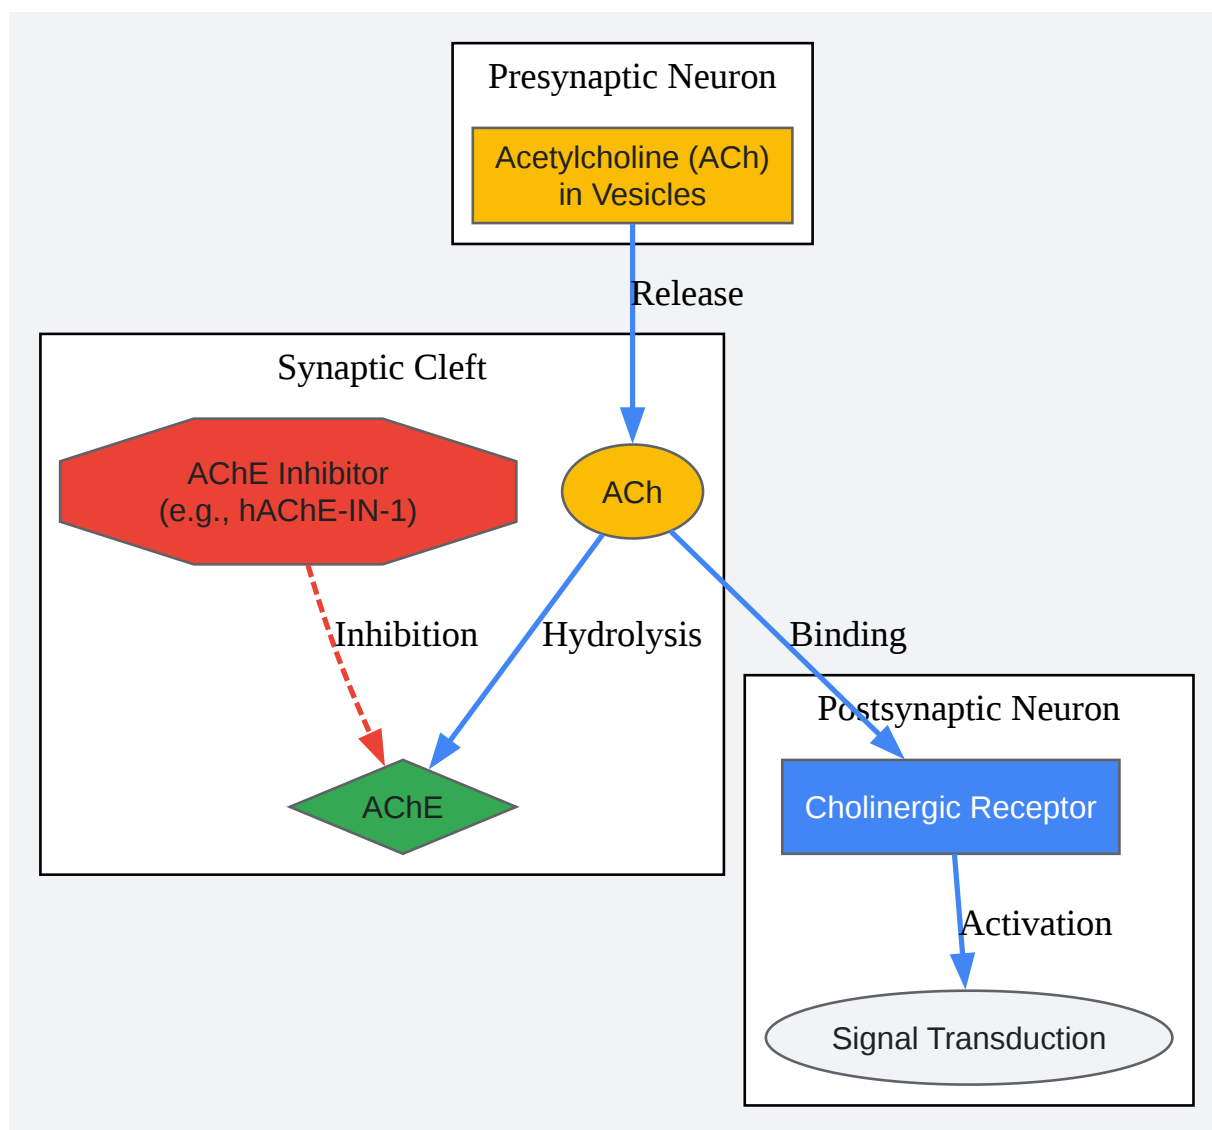 Presynaptic Neuron
Acetylcholine (ACh)
in Vesicles
Release
Synaptic Cleft
AChE Inhibitor
(e.g., hAChE-IN-1)
ACh
Inhibition
Hydrolysis
Binding
Postsynaptic Neuron
AChE
Cholinergic Receptor
Activation
Signal Transduction